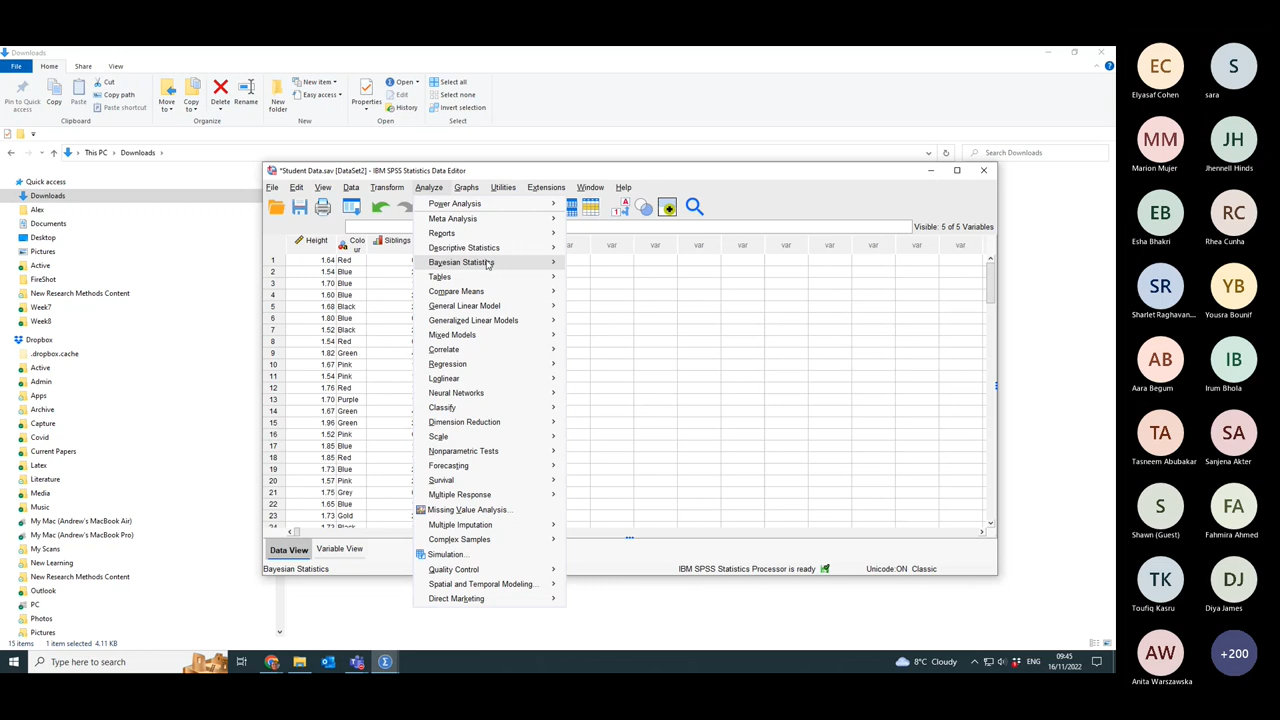 Downloads
File Home Share View
Pin to Quick access
Copy
Paste
Cut
Copy path
Paste shortcut
Clipboard
Move to
Copy to
Delete
Rename
Organize
New folder
New item
Easy access
New
Properties
Open
Edit
History
Open
Select all
Select none
Invert selection
Select
This PC > Downloads
Search Downloads
Quick access
Downloads
Alex
Documents
Desktop
Pictures
Active
FireShot
New Research Methods Content
Week7
Week8
Dropbox
.dropbox.cache
Active
Admin
Apps
Archive
Capture
Covid
Current Papers
Latex
Literature
Media
Music
My Mac (Andrew's MacBook Air)
My Mac (Andrew's MacBook Pro)
My Scans
New Learning
New Research Methods Content
Outlook
PC
Photos
Pictures
15 items 1 item selected 4.11 KB
*Student Data.sav [DataSet2] - IBM SPSS Statistics Data Editor
File Edit View Data Transform Analyze Graphs Utilities Extensions Window Help
Visible: 5 of 5 Variables
Height Colour Siblings var var var var var var var var var var
1 1.64 Red
2 1.54 Blue
3 1.70 Blue
4 1.60 Blue
5 1.68 Black
6 1.80 Blue
7 1.52 Black
8 1.54 Red
9 1.82 Green
10 1.67 Pink
11 1.54 Pink
12 1.76 Red
13 1.70 Purple
14 1.67 Green
15 1.96 Green
16 1.52 Pink
17 1.85 Blue
18 1.85 Red
19 1.73 Blue
20 1.57 Pink
21 1.75 Grey
22 1.65 Blue
23 1.73 Gold
24 1.73 Black
Power Analysis
Meta Analysis
Reports
Descriptive Statistics
Bayesian Statistics
Tables
Compare Means
General Linear Model
Generalized Linear Models
Mixed Models
Correlate
Regression
Loglinear
Neural Networks
Classify
Dimension Reduction
Scale
Nonparametric Tests
Forecasting
Survival
Multiple Response
Missing Value Analysis...
Multiple Imputation
Complex Samples
Simulation...
Quality Control
Spatial and Temporal Modeling...
Direct Marketing
Data View Variable View
Bayesian Statistics
IBM SPSS Statistics Processor is ready
Unicode:ON Classic
Type here to search
8°C Cloudy
ENG
09:45
16/11/2022
EC S
Elyasaf Cohen sara
MM JH
Marion Mujer Jhennell Hinds
EB RC
Esha Bhakri Rhea Cunha
SR YB
Sharlet Raghavan... Yousra Bounif
AB IB
Aara Begum Irum Bhola
TA SA
Tasneem Abubakar Sanjena Akter
S FA
Shawn (Guest) Fahmira Ahmed
TK DJ
Toufiq Kasru Diya James
AW +200
Anita Warszawska